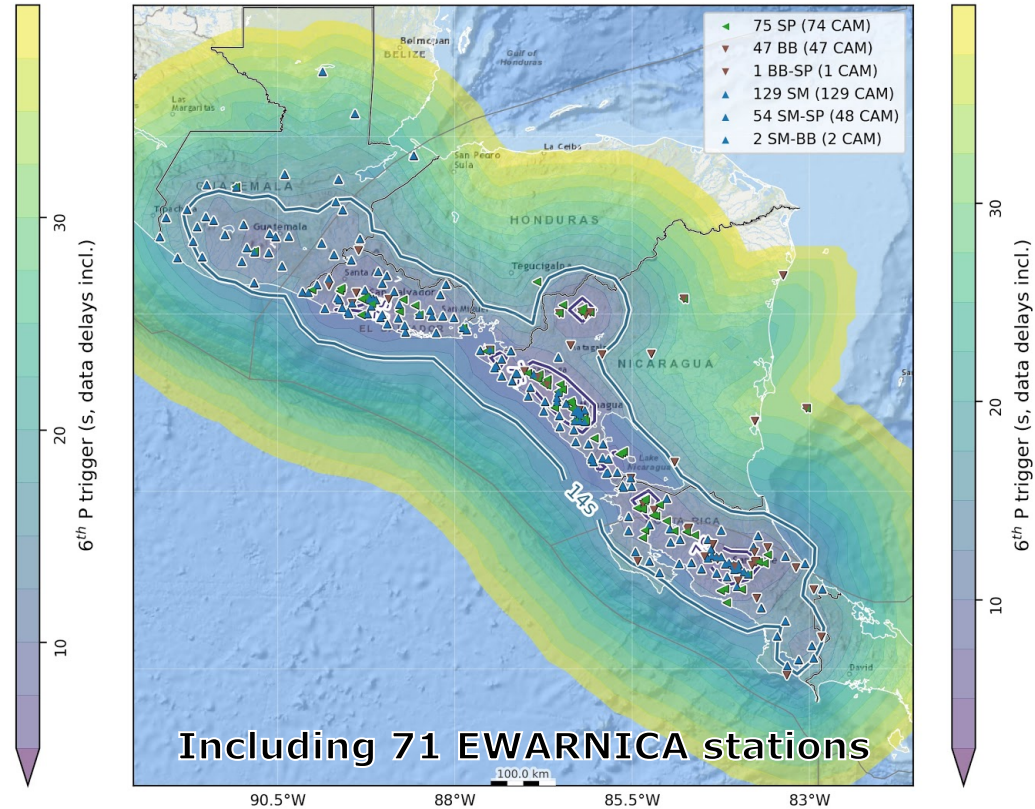 75 SP (74 CAM)
47 BB (47 CAM)
1 BB-SP (1 CAM)
129 SM (129 CAM)
54 SM-SP (48 CAM)
2 SM-BB (2 CAM)
Belmopan
BELIZE
Gulf of
Honduras
Las
Margaritas
La Ceiba
San Pedro
Sula
GUATEMALA
Guatemala
HONDURAS
Tegucigalpa
Santa
San Salvador
San Miguel
EL SALVADOR
NICARAGUA
Lake
Nicaragua
14s
David
30
20
10
6th P trigger (s, data delays incl.)
30
20
10
6th P trigger (s, data delays incl.)
Including 71 EWARNICA stations
100.0 km
90.5°W
88°W
85.5°W
83°W